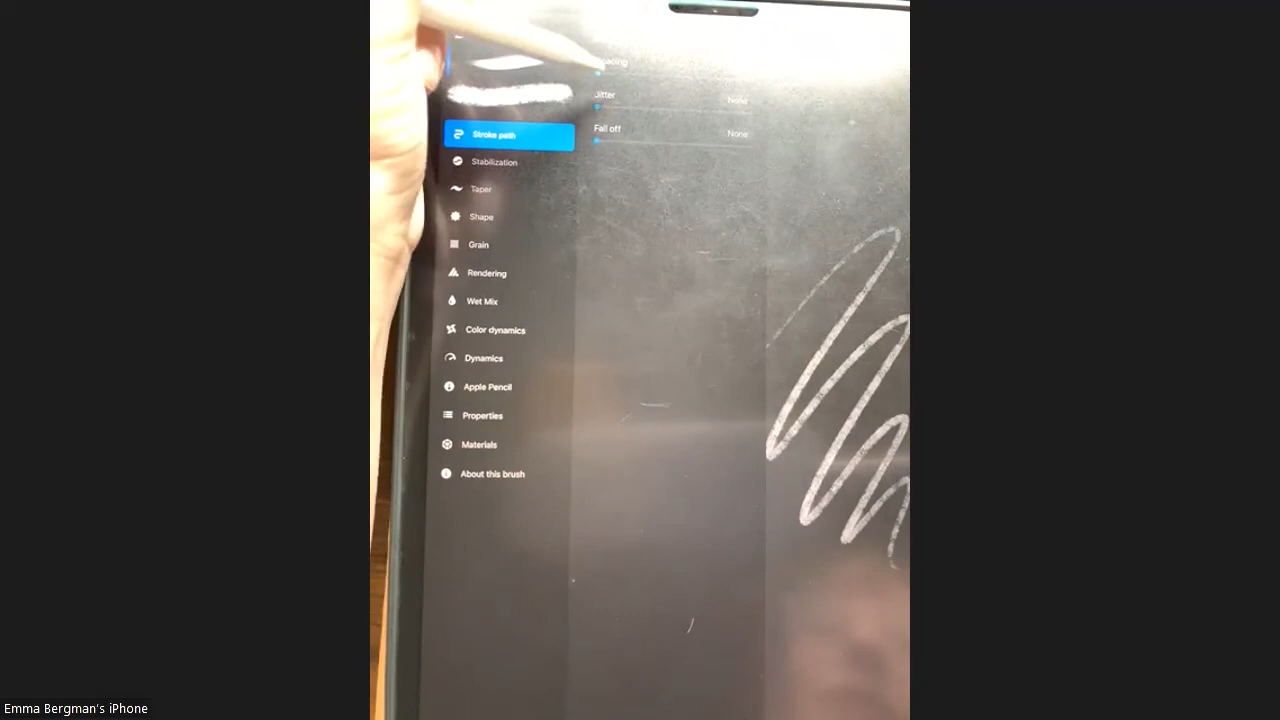 Jitter
None
Fall off
None
Stroke path
Stabilization
Taper
Shape
Grain
Rendering
Wet Mix
Color dynamics
Dynamics
Apple Pencil
Properties
Materials
About this brush
Emma Bergman's iPhone